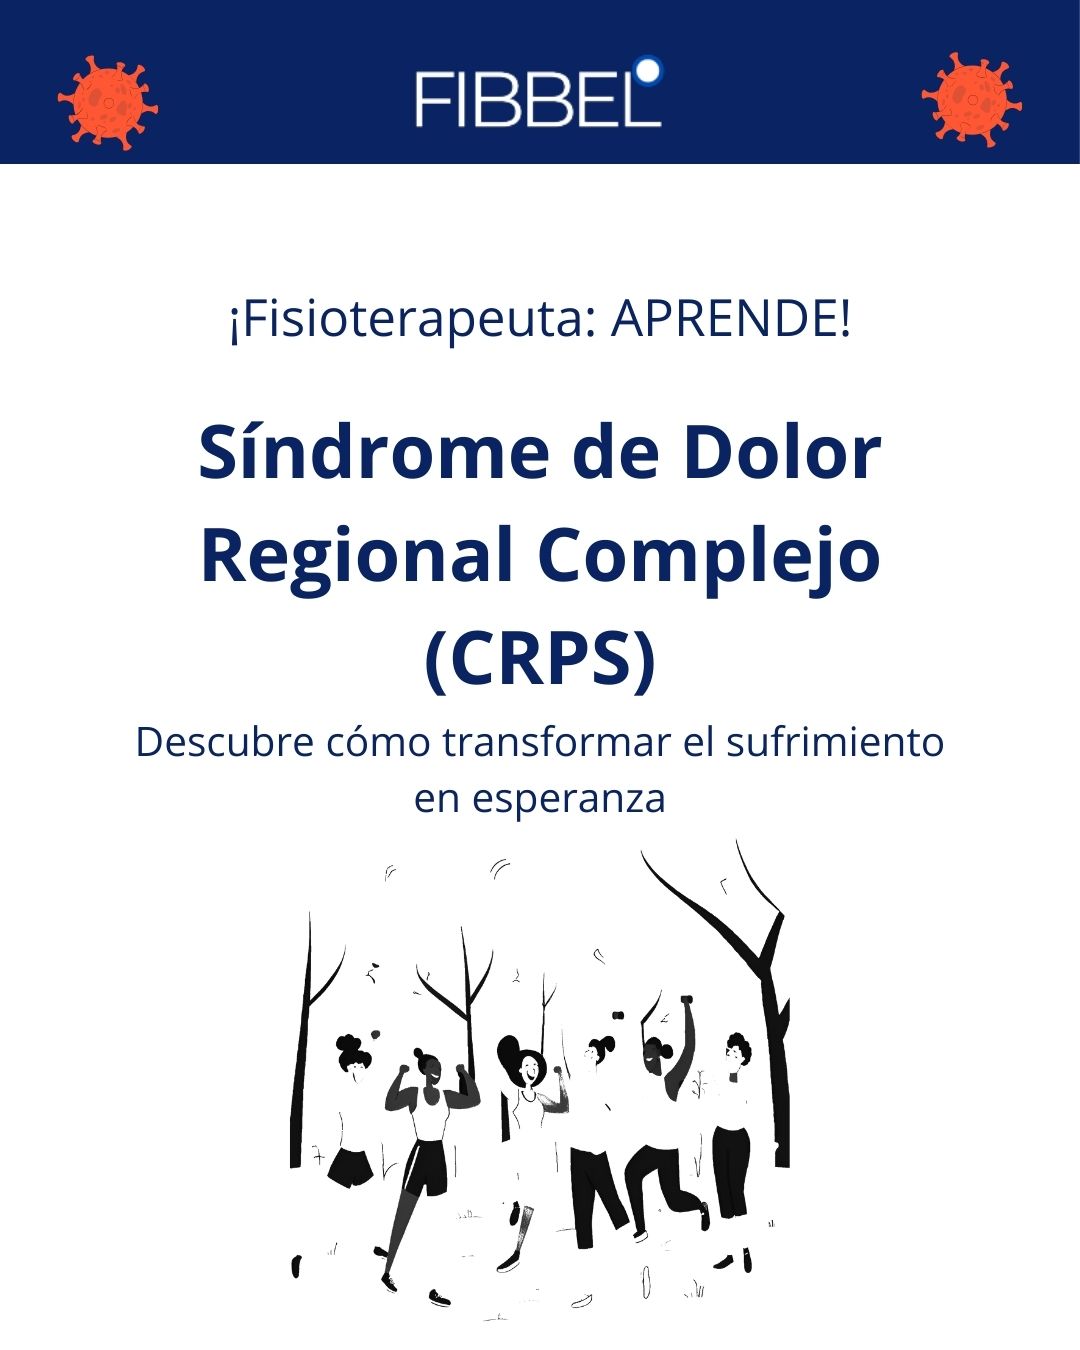 FIBBEL
¡Fisioterapeuta: APRENDE!
Síndrome de Dolor
Regional Complejo
(CRPS)
Descubre cómo transformar el sufrimiento
en esperanza